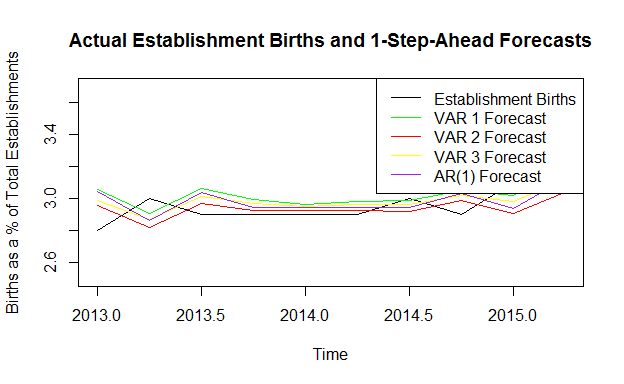 Actual Establishment Births and 1-Step-Ahead Forecasts
Births as a % of Total Establishments
3.4
3.0
2.6
Establishment Births
VAR 1 Forecast
VAR 2 Forecast
VAR 3 Forecast
AR(1) Forecast
2013.0 2013.5 2014.0 2014.5 2015.0
Time